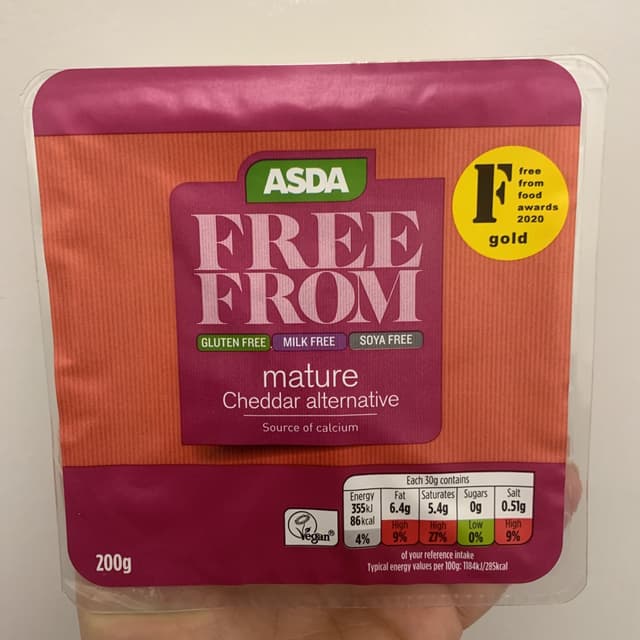 ASDA
FREE
FROM
GLUTEN FREE MILK FREE SOYA FREE
mature
Cheddar alternative
Source of calcium
F
free
from
food
awards
2020
gold
Each 30g contains
Energy Fat Saturates Sugars Salt
355kJ 6.4g 5.4g 0g 0.51g
86kcal
High High Low High
4% 9% 27% 0% 9%
of your reference intake
Typical energy values per 100g: 1184kJ/285kcal
Vegan®
200g